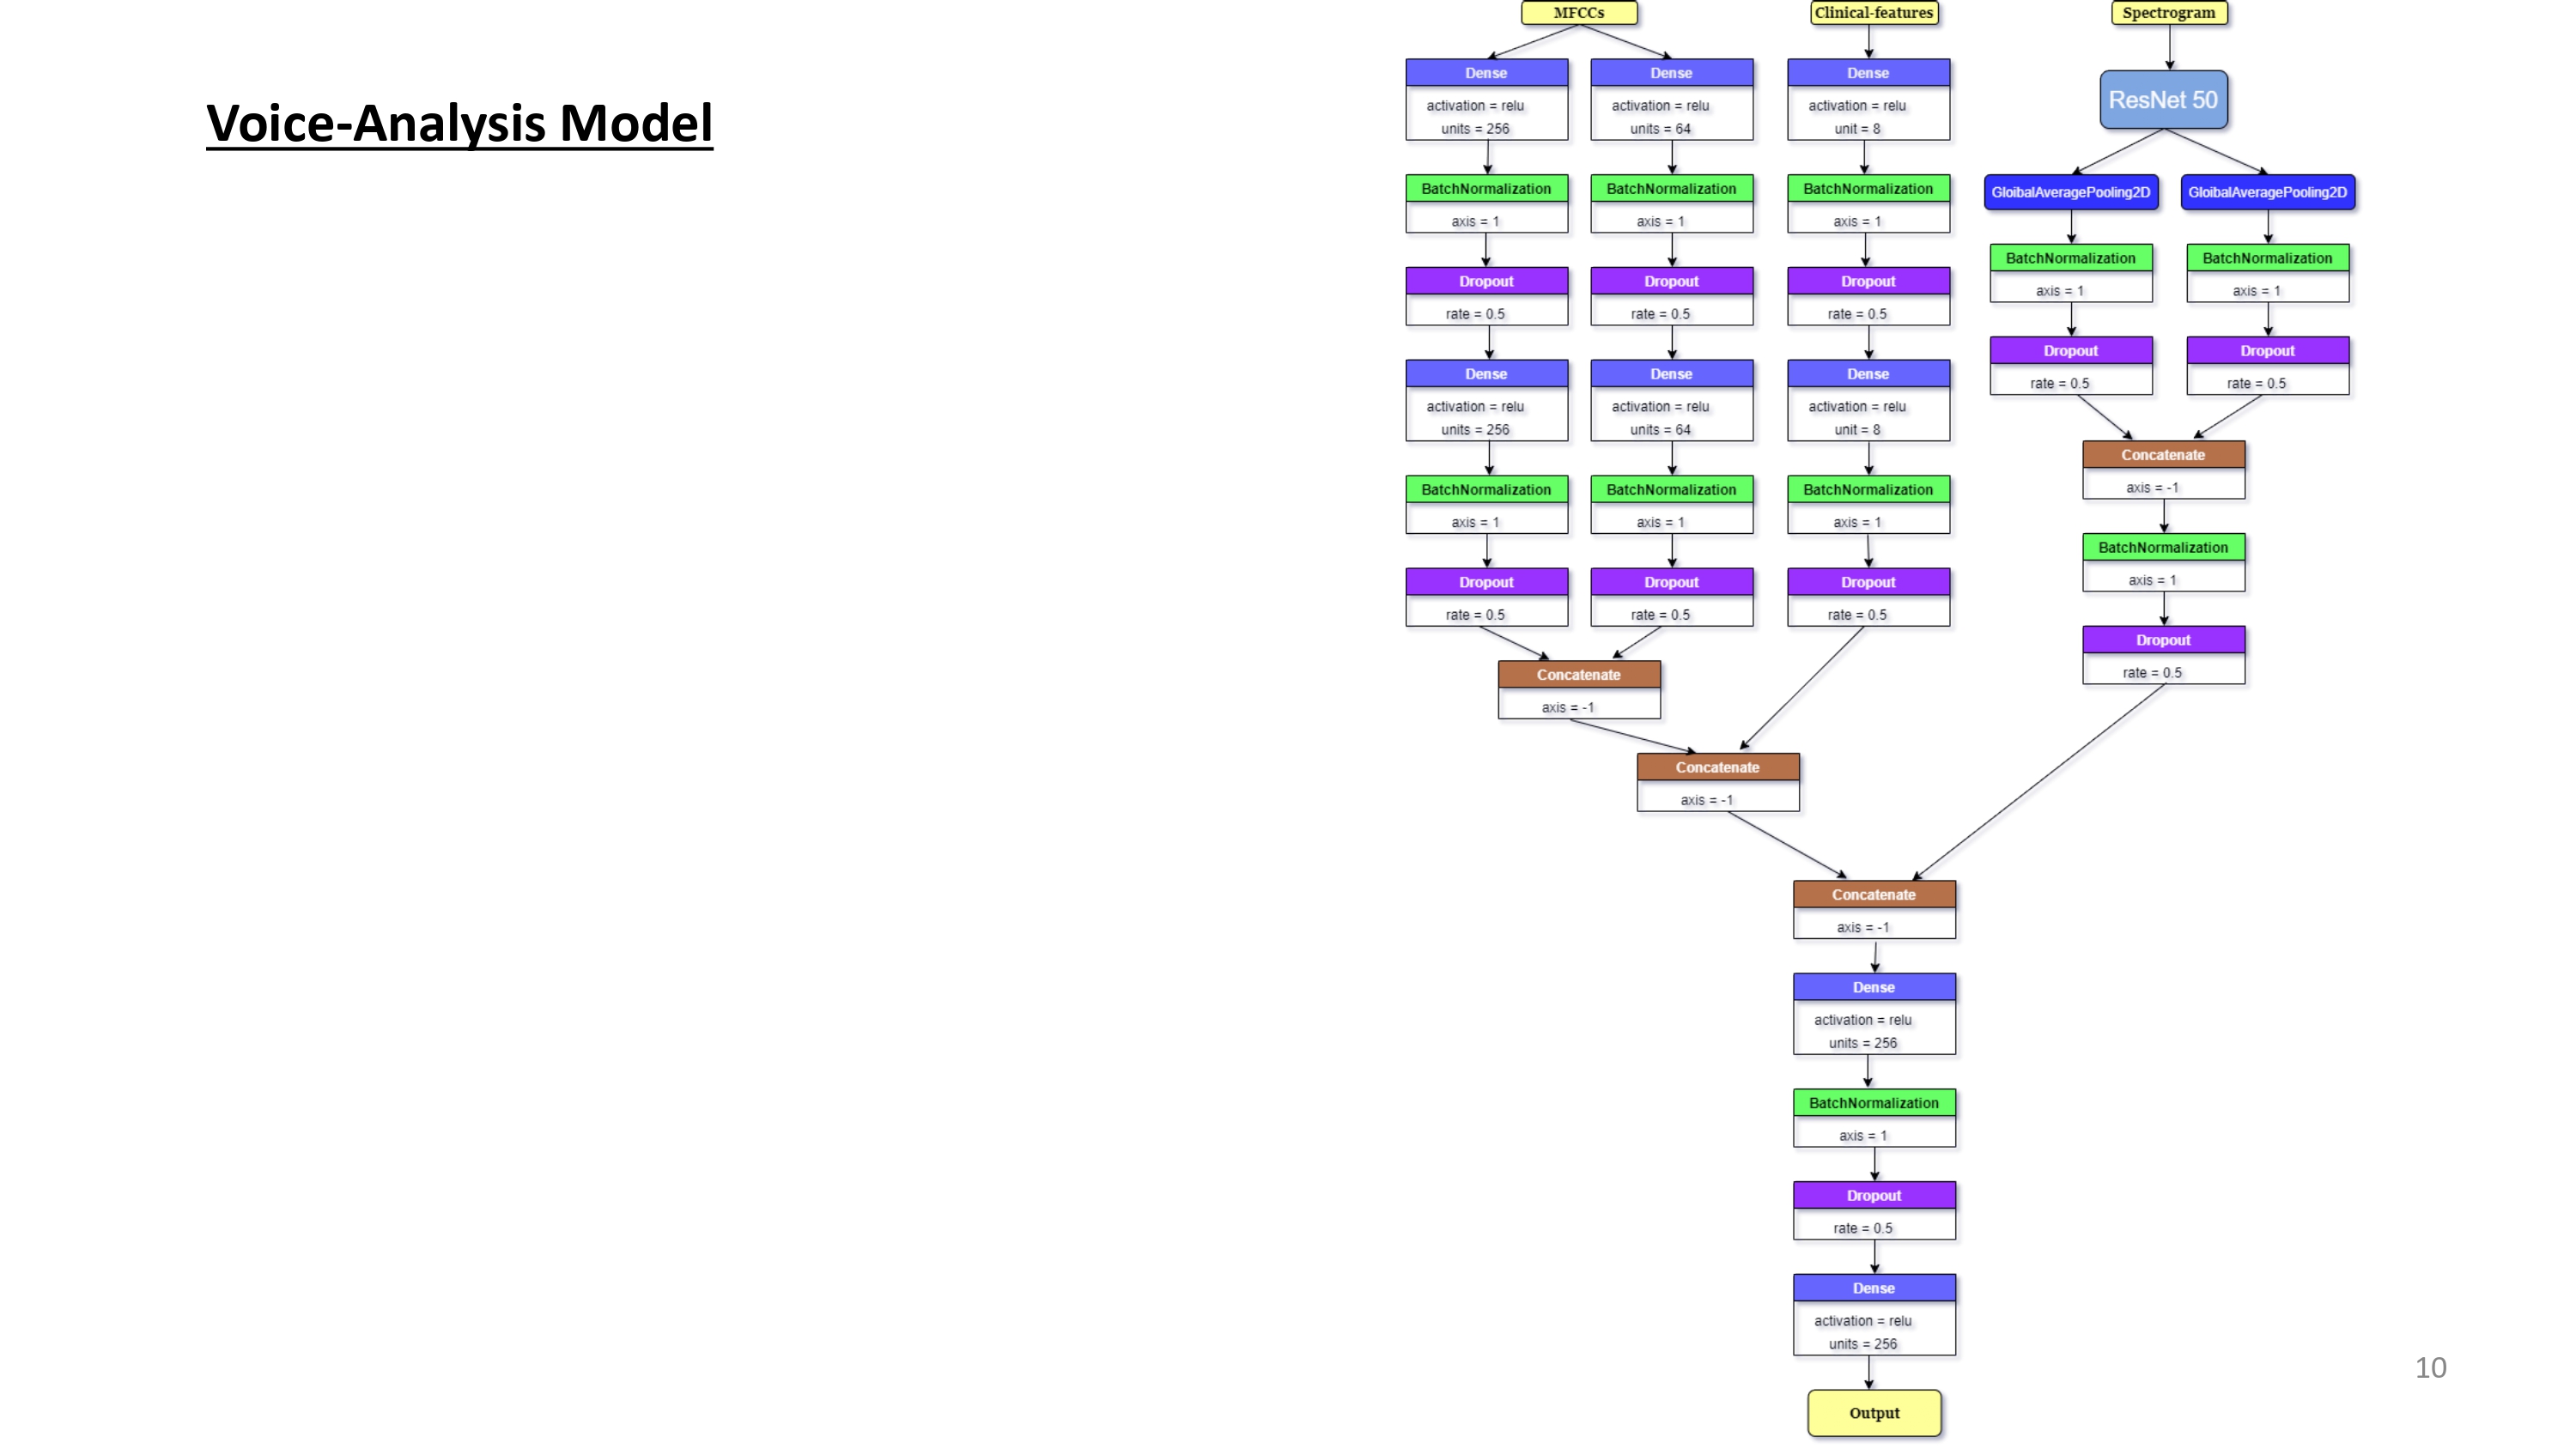 Voice-Analysis Model
MFCCs
Dense
activation = relu
units = 256
BatchNormalization
axis = 1
Dropout
rate = 0.5
Dense
activation = relu
units = 256
BatchNormalization
axis = 1
Dropout
rate = 0.5
Dense
activation = relu
units = 64
BatchNormalization
axis = 1
Dropout
rate = 0.5
Dense
activation = relu
units = 64
BatchNormalization
axis = 1
Dropout
rate = 0.5
Concatenate
axis = -1
Clinical-features
Dense
activation = relu
unit = 8
BatchNormalization
axis = 1
Dropout
rate = 0.5
Dense
activation = relu
unit = 8
BatchNormalization
axis = 1
Dropout
rate = 0.5
Concatenate
axis = -1
Spectrogram
ResNet 50
GloibalAveragePooling2D
BatchNormalization
axis = 1
Dropout
rate = 0.5
GloibalAveragePooling2D
BatchNormalization
axis = 1
Dropout
rate = 0.5
Concatenate
axis = -1
BatchNormalization
axis = 1
Dropout
rate = 0.5
Concatenate
axis = -1
Dense
activation = relu
units = 256
BatchNormalization
axis = 1
Dropout
rate = 0.5
Dense
activation = relu
units = 256
Output
10